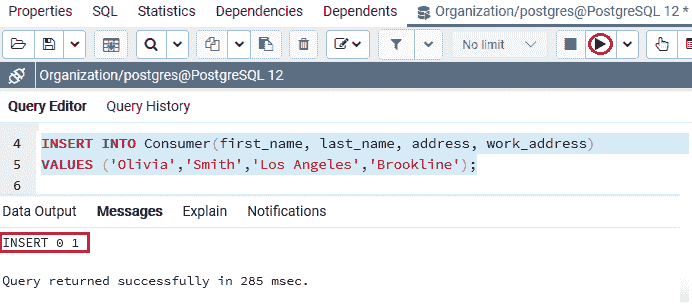 Properties SQL Statistics Dependencies Dependents Organization/postgres@PostgreSQL 12 *
No limit
Organization/postgres@PostgreSQL 12
Query Editor Query History
4 INSERT INTO Consumer(first_name, last_name, address, work_address)
5 VALUES ('Olivia','Smith','Los Angeles','Brookline');
6
Data Output Messages Explain Notifications
INSERT 0 1
Query returned successfully in 285 msec.